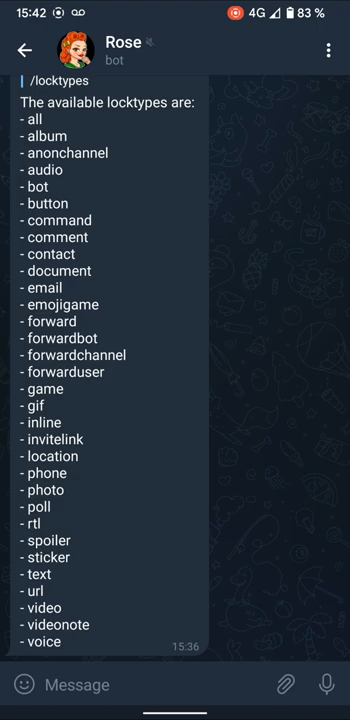 15:42
4G
83 %
Rose
bot
/locktypes
The available locktypes are:
- all
- album
- anonchannel
- audio
- bot
- button
- command
- comment
- contact
- document
- email
- emojigame
- forward
- forwardbot
- forwardchannel
- forwarduser
- game
- gif
- inline
- invitelink
- location
- phone
- photo
- poll
- rtl
- spoiler
- sticker
- text
- url
- video
- videonote
- voice
15:36
Message